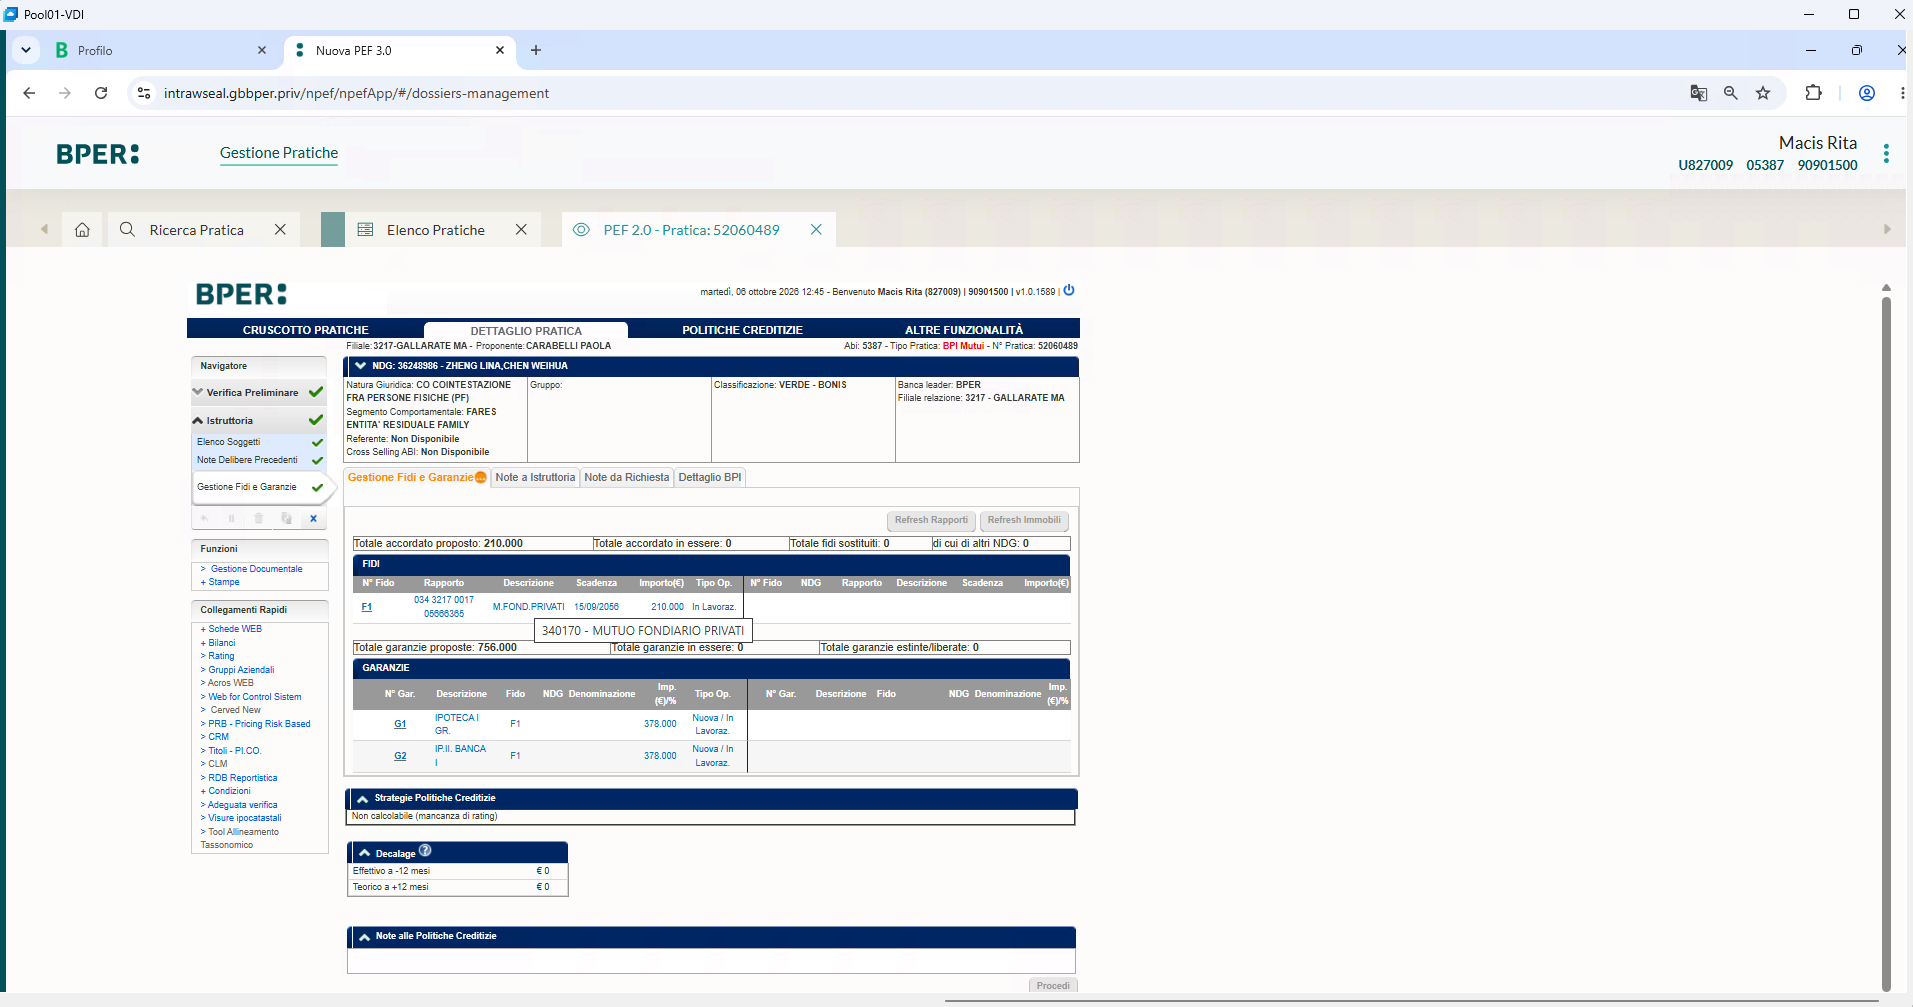 Pool01-VDI
Profilo
Nuova PEF 3.0
intrawseal.gbbper.priv/npef/npefApp/#/dossiers-management
BPER:
Gestione Pratiche
Macis Rita
U827009 05387 90901500
Ricerca Pratica
Elenco Pratiche
PEF 2.0 - Pratica: 52060489
BPER:
martedì, 06 ottobre 2026 12:45 - Benvenuto Macis Rita (827009) | 90901500 | v1.0.1589 |
CRUSCOTTO PRATICHE DETTAGLIO PRATICA POLITICHE CREDITIZIE ALTRE FUNZIONALITÀ
Filiale: 3217-GALLARATE MA - Proponente: CARABELLI PAOLA
Abi: 5387 - Tipo Pratica: BPI Mutui - N° Pratica: 52060489
Navigatore
Verifica Preliminare
Istruttoria
Elenco Soggetti
Note Delibere Precedenti
Gestione Fidi e Garanzie
Funzioni
> Gestione Documentale
+ Stampe
Collegamenti Rapidi
+ Schede WEB
+ Bilanci
> Rating
> Gruppi Aziendali
> Acros WEB
> Web for Control Sistem
> Cerved New
> PRB - Pricing Risk Based
> CRM
> Titoli - PI.CO.
> CLM
> RDB Reportistica
+ Condizioni
> Adeguata verifica
> Visure ipocatastali
> Tool Allineamento
Tassonomico
NDG: 36248986 - ZHENG LINA,CHEN WEIHUA
Natura Giuridica: CO COINTESTAZIONE
FRA PERSONE FISICHE (PF)
Segmento Comportamentale: FARES
ENTITA' RESIDUALE FAMILY
Referente: Non Disponibile
Cross Selling ABI: Non Disponibile
Gruppo:
Classificazione: VERDE - BONIS
Banca leader: BPER
Filiale relazione: 3217 - GALLARATE MA
Gestione Fidi e Garanzie Note a Istruttoria Note da Richiesta Dettaglio BPI
Refresh Rapporti Refresh Immobili
Totale accordato proposto: 210.000 Totale accordato in essere: 0 Totale fidi sostituiti: 0 di cui di altri NDG: 0
FIDI
N° Fido Rapporto Descrizione Scadenza Importo(€) Tipo Op. N° Fido NDG Rapporto Descrizione Scadenza Importo(€)
F1 034 3217 0017 05666365 M.FOND.PRIVATI 15/09/2056 210.000 In Lavoraz.
340170 - MUTUO FONDIARIO PRIVATI
Totale garanzie proposte: 756.000 Totale garanzie in essere: 0 Totale garanzie estinte/liberate: 0
GARANZIE
N° Gar. Descrizione Fido NDG Denominazione Imp. (€)/% Tipo Op. N° Gar. Descrizione Fido NDG Denominazione Imp. (€)/%
G1 IPOTECA I GR. F1 378.000 Nuova / In Lavoraz.
G2 IP.II. BANCA I F1 378.000 Nuova / In Lavoraz.
Strategie Politiche Creditizie
Non calcolabile (mancanza di rating)
Decalage
Effettivo a -12 mesi € 0
Teorico a +12 mesi € 0
Note alle Politiche Creditizie
Procedi